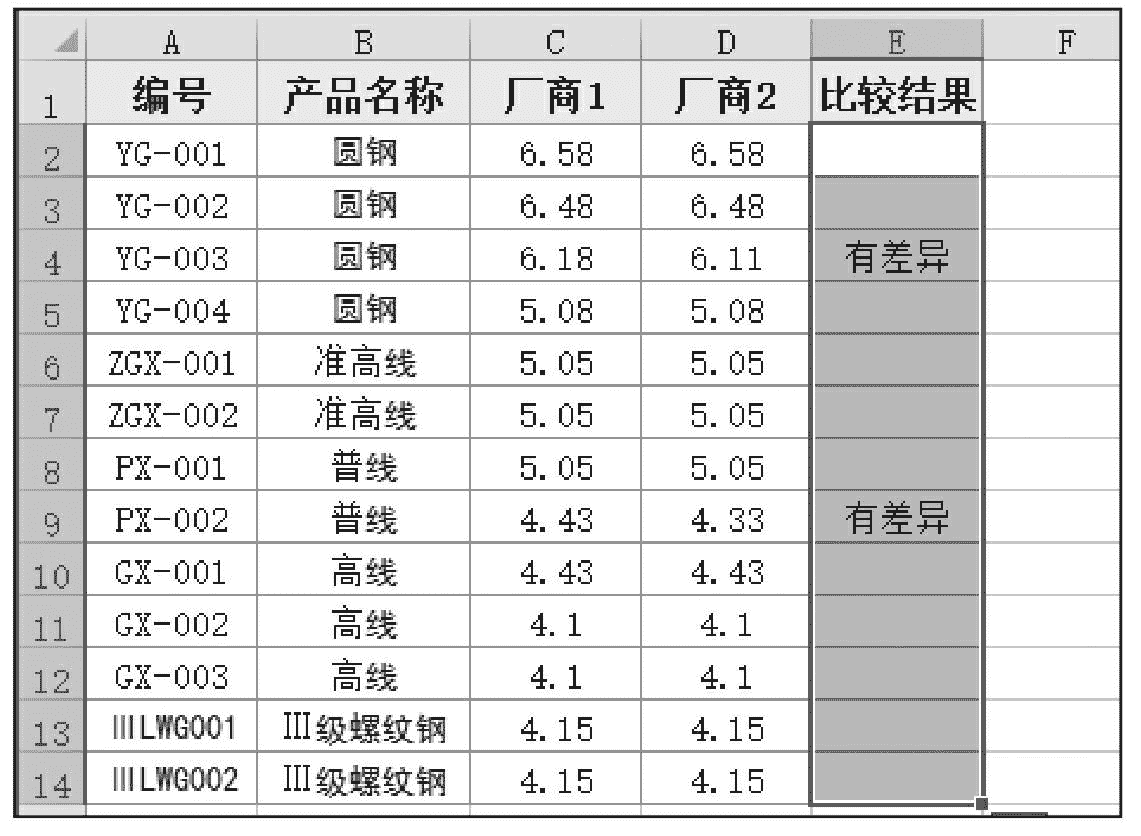 A B C D E F
1 编号 产品名称 厂商1 厂商2 比较结果
2 YG-001 圆钢 6.58 6.58
3 YG-002 圆钢 6.48 6.48
4 YG-003 圆钢 6.18 6.11 有差异
5 YG-004 圆钢 5.08 5.08
6 ZGX-001 准高线 5.05 5.05
7 ZGX-002 准高线 5.05 5.05
8 PX-001 普线 5.05 5.05
9 PX-002 普线 4.43 4.33 有差异
10 GX-001 高线 4.43 4.43
11 GX-002 高线 4.1 4.1
12 GX-003 高线 4.1 4.1
13 ⅢLWG001 Ⅲ级螺纹钢 4.15 4.15
14 ⅢLWG002 Ⅲ级螺纹钢 4.15 4.15